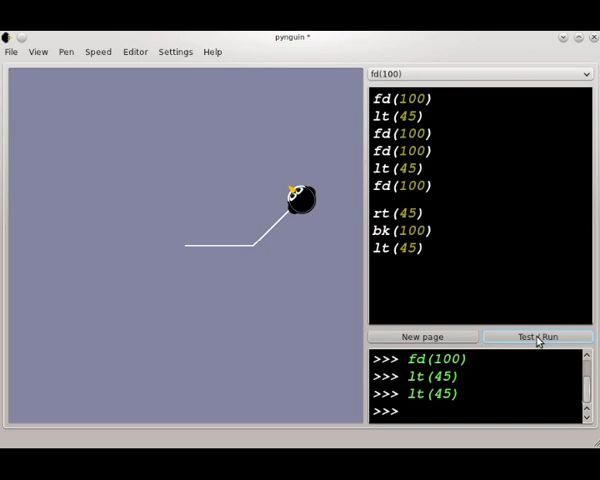 pynguin *
File View Pen Speed Editor Settings Help
fd(100)
fd(100)
lt(45)
fd(100)
fd(100)
lt(45)
fd(100)
rt(45)
bk(100)
lt(45)
New page
Test / Run
>>> fd(100)
>>> lt(45)
>>> lt(45)
>>>